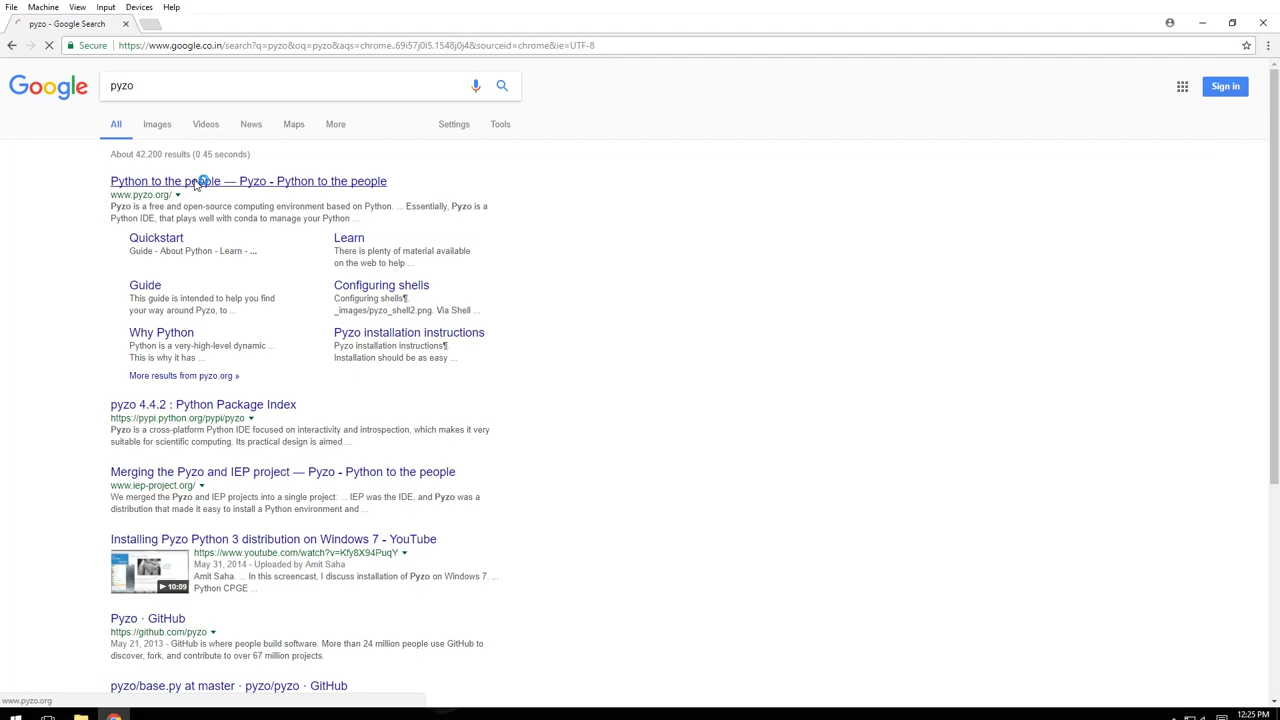 File Machine View Input Devices Help
pyzo - Google Search
Secure https://www.google.co.in/search?q=pyzo&oq=pyzo&aqs=chrome..69i57j0l5.1548j0j4&sourceid=chrome&ie=UTF-8
Google
pyzo
Sign in
All Images Videos News Maps More Settings Tools
About 42,200 results (0.45 seconds)
Python to the people — Pyzo - Python to the people
www.pyzo.org/
Pyzo is a free and open-source computing environment based on Python. ... Essentially, Pyzo is a
Python IDE, that plays well with conda to manage your Python ...
Quickstart
Guide - About Python - Learn - ...
Learn
There is plenty of material available
on the web to help ...
Guide
This guide is intended to help you find
your way around Pyzo, to ...
Configuring shells
Configuring shells¶.
_images/pyzo_shell2.png. Via Shell ...
Why Python
Python is a very-high-level dynamic ...
This is why it has ...
Pyzo installation instructions
Pyzo installation instructions¶.
Installation should be as easy ...
More results from pyzo.org »
pyzo 4.4.2 : Python Package Index
https://pypi.python.org/pypi/pyzo
Pyzo is a cross-platform Python IDE focused on interactivity and introspection, which makes it very
suitable for scientific computing. Its practical design is aimed ...
Merging the Pyzo and IEP project — Pyzo - Python to the people
www.iep-project.org/
We merged the Pyzo and IEP projects into a single project: ... IEP was the IDE, and Pyzo was a
distribution that made it easy to install a Python environment and ...
Installing Pyzo Python 3 distribution on Windows 7 - YouTube
10:09
https://www.youtube.com/watch?v=Kfy8X94PuqY
May 31, 2014 - Uploaded by Amit Saha
Amit Saha. ... In this screencast, I discuss installation of Pyzo on Windows 7. ...
Python CPGE ...
Pyzo · GitHub
https://github.com/pyzo
May 21, 2013 - GitHub is where people build software. More than 24 million people use GitHub to
discover, fork, and contribute to over 67 million projects.
pyzo/base.py at master · pyzo/pyzo · GitHub
www.pyzo.org
12:25 PM